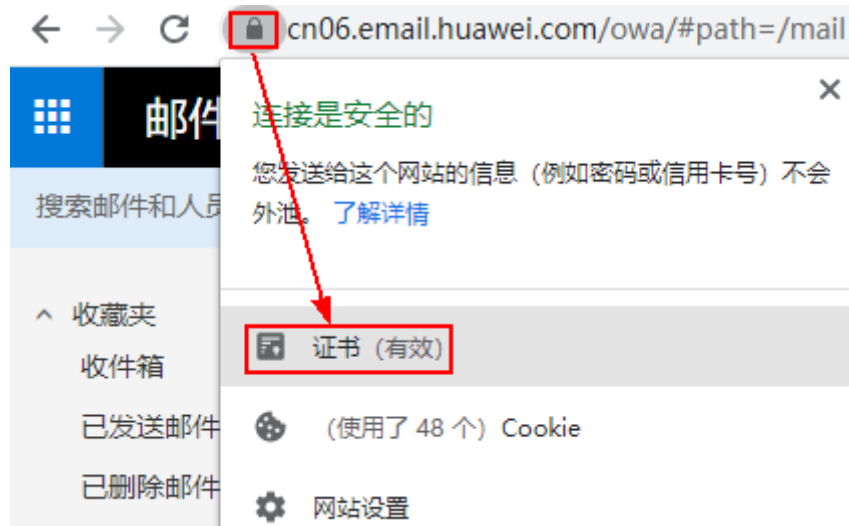 cn06.email.huawei.com/owa/#path=/mail
邮件
连接是安全的
您发送给这个网站的信息（例如密码或信用卡号）不会
外泄。 了解详情
搜索邮件和人员
收藏夹
收件箱
已发送邮件
已删除邮件
证书（有效）
（使用了 48 个）Cookie
网站设置